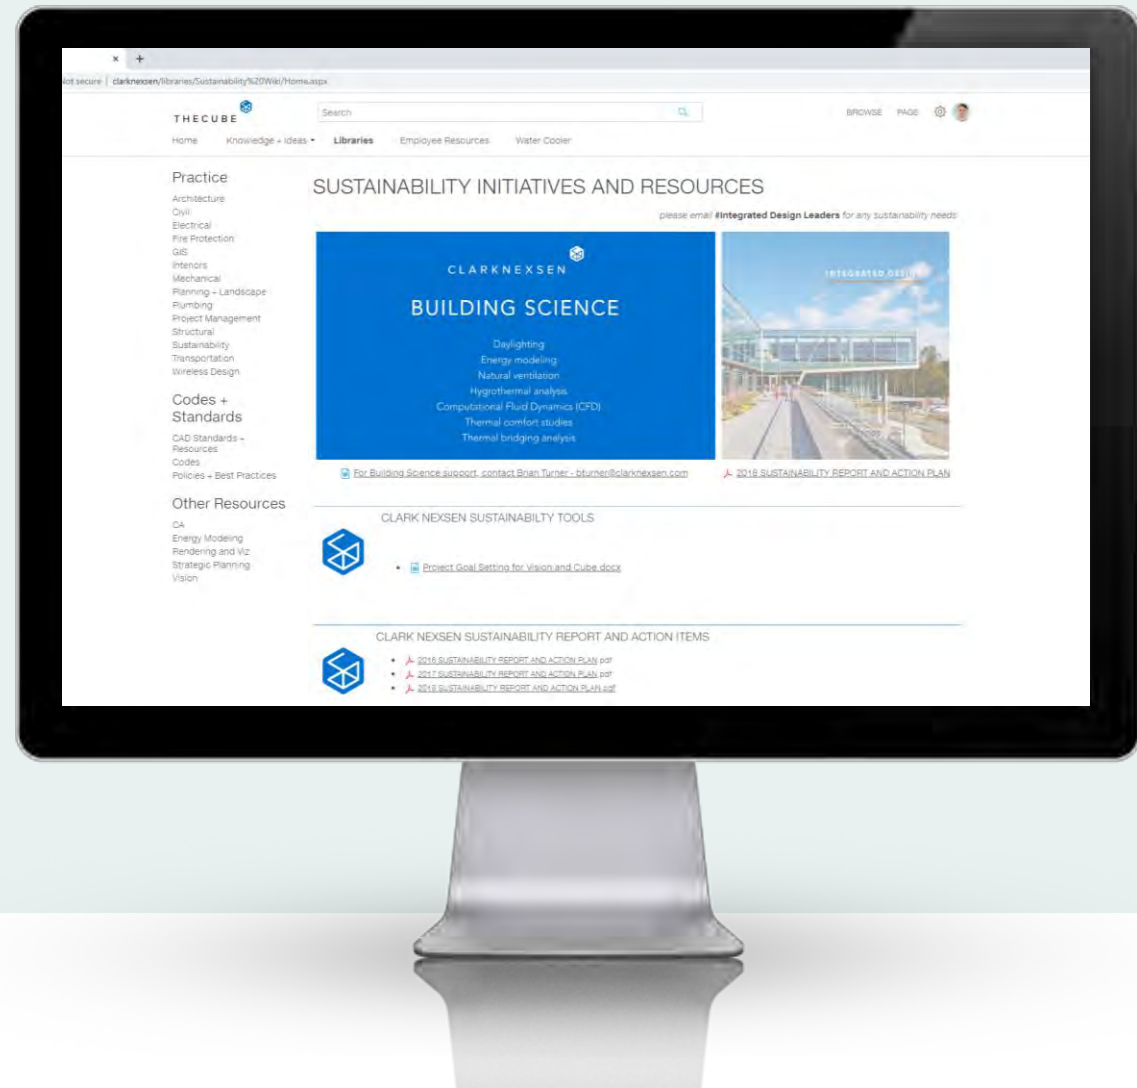 × +
Not secure | clarknexsen/libraries/Sustainability%20Wiki/Home.aspx
THECUBE
Search
BROWSE PAGE
Home Knowledge + Ideas Libraries Employee Resources Water Cooler
Practice
Architecture
Civil
Electrical
Fire Protection
GIS
Interiors
Mechanical
Planning + Landscape
Plumbing
Project Management
Structural
Sustainability
Transportation
Wireless Design
Codes +
Standards
CAD Standards +
Resources
Codes
Policies + Best Practices
Other Resources
CA
Energy Modeling
Rendering and Viz
Strategic Planning
Vision
SUSTAINABILITY INITIATIVES AND RESOURCES
please email #Integrated Design Leaders for any sustainability needs
CLARKNEXSEN
BUILDING SCIENCE
Daylighting
Energy modeling
Natural ventilation
Hygrothermal analysis
Computational Fluid Dynamics (CFD)
Thermal comfort studies
Thermal bridging analysis
INTEGRATED DESIGN
For Building Science support, contact Brian Turner - bturner@clarknexsen.com
2018 SUSTAINABILITY REPORT AND ACTION PLAN
CLARK NEXSEN SUSTAINABILTY TOOLS
Project Goal Setting for Vision and Cube.docx
CLARK NEXSEN SUSTAINABILITY REPORT AND ACTION ITEMS
2016 SUSTAINABILITY REPORT AND ACTION PLAN.pdf
2017 SUSTAINABILITY REPORT AND ACTION PLAN.pdf
2018 SUSTAINABILITY REPORT AND ACTION PLAN.pdf